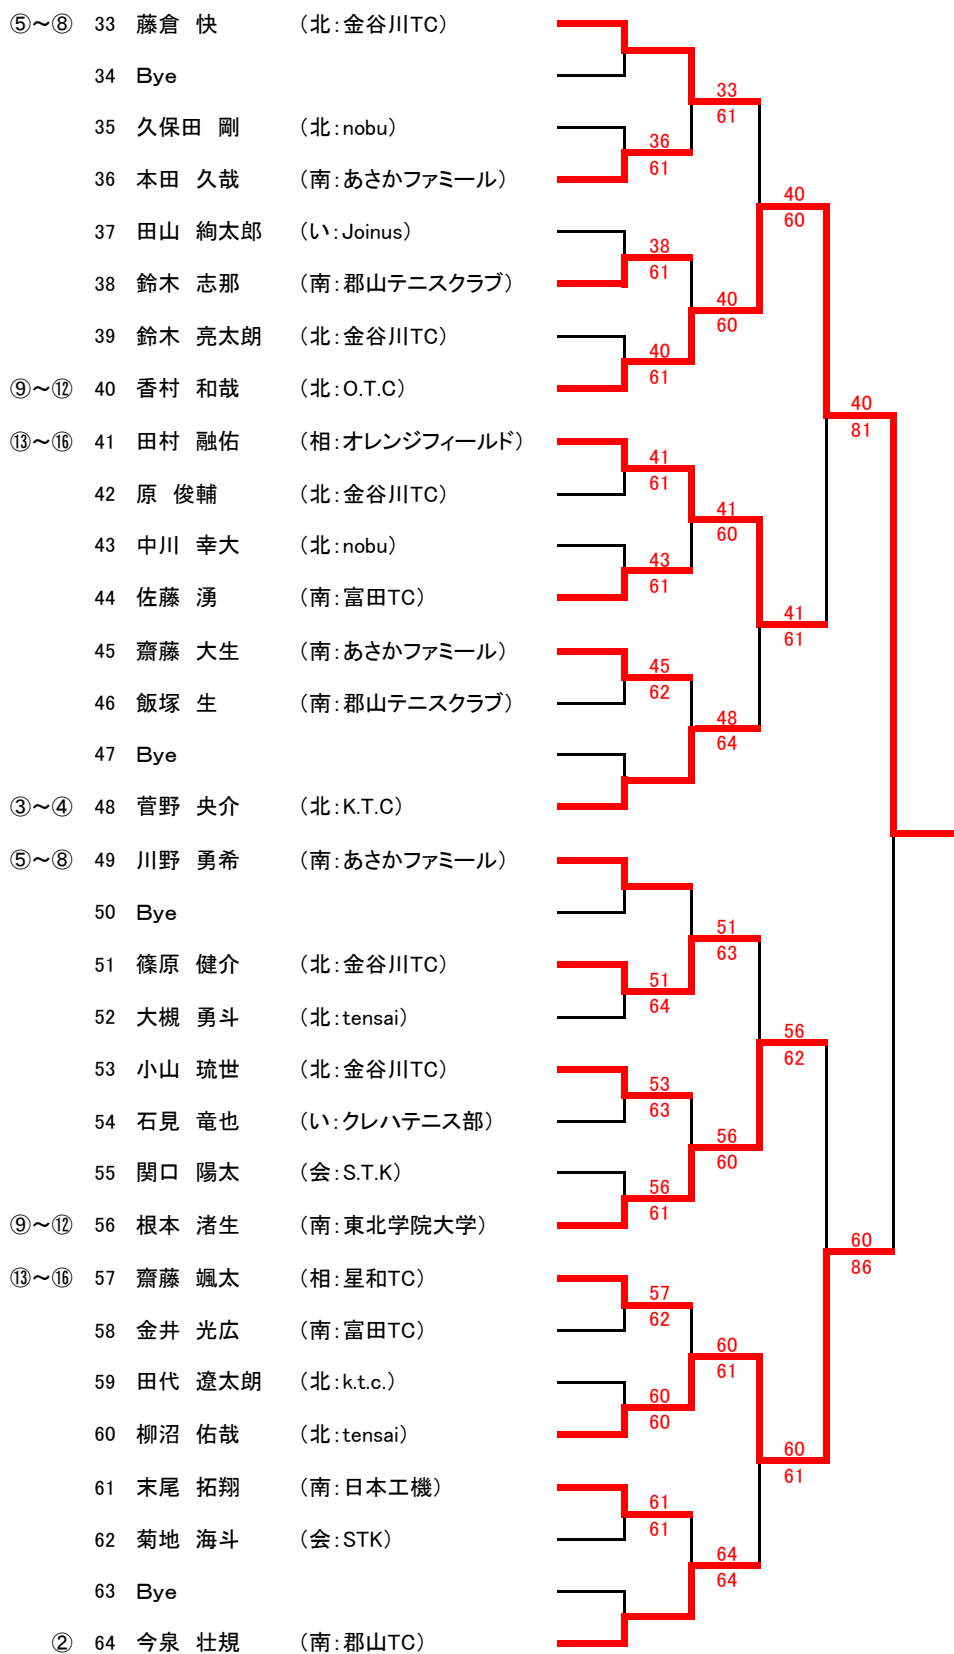 ⑤～⑧ 33 藤倉 快 （北：金谷川TC）
34 Bye
33
61
35 久保田 剛 （北：nobu）
36
61
36 本田 久哉 （南：あさかファミール）
40
60
37 田山 絢太郎 （い：Joinus）
38
61
38 鈴木 志那 （南：郡山テニスクラブ）
40
60
39 鈴木 亮太朗 （北：金谷川TC）
40
61
⑨～⑫ 40 香村 和哉 （北：O.T.C）
40
81
⑬～⑯ 41 田村 融佑 （相：オレンジフィールド）
41
61
42 原 俊輔 （北：金谷川TC）
41
60
43 中川 幸大 （北：nobu）
43
61
44 佐藤 湧 （南：富田TC）
41
61
45 齋藤 大生 （南：あさかファミール）
45
62
46 飯塚 生 （南：郡山テニスクラブ）
48
64
47 Bye
③～④ 48 菅野 央介 （北：K.T.C）
⑤～⑧ 49 川野 勇希 （南：あさかファミール）
50 Bye
51
63
51 篠原 健介 （北：金谷川TC）
51
64
52 大槻 勇斗 （北：tensai）
56
62
53 小山 琉世 （北：金谷川TC）
53
63
54 石見 竜也 （い：クレハテニス部）
56
60
55 関口 陽太 （会：S.T.K）
56
61
⑨～⑫ 56 根本 渚生 （南：東北学院大学）
60
86
⑬～⑯ 57 齋藤 颯太 （相：星和TC）
57
62
58 金井 光広 （南：富田TC）
60
61
59 田代 遼太朗 （北：k.t.c.）
60
60
60 柳沼 佑哉 （北：tensai）
60
61
61 末尾 拓翔 （南：日本工機）
61
61
62 菊地 海斗 （会：STK）
64
64
63 Bye
② 64 今泉 壮規 （南：郡山TC）